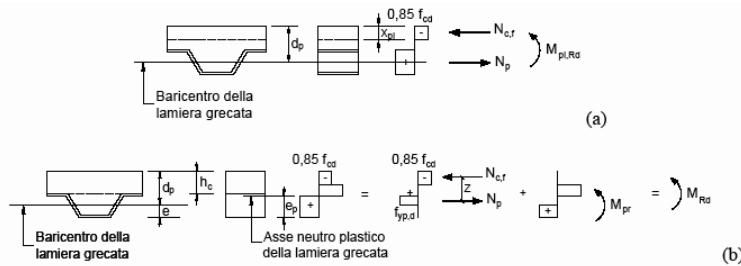 0,85 f_cd
x_pl
d_p
-
+
N_c,f
N_p
M_pl,Rd
Baricentro della
lamiera grecata
(a)
0,85 f_cd
0,85 f_cd
d_p
h_c
e
e_p
-
+
=
-
+
f_yp,d
N_c,f
z
N_p
+
+
M_pr
=
M_Rd
Baricentro della
lamiera grecata
Asse neutro plastico
della lamiera grecata
(b)